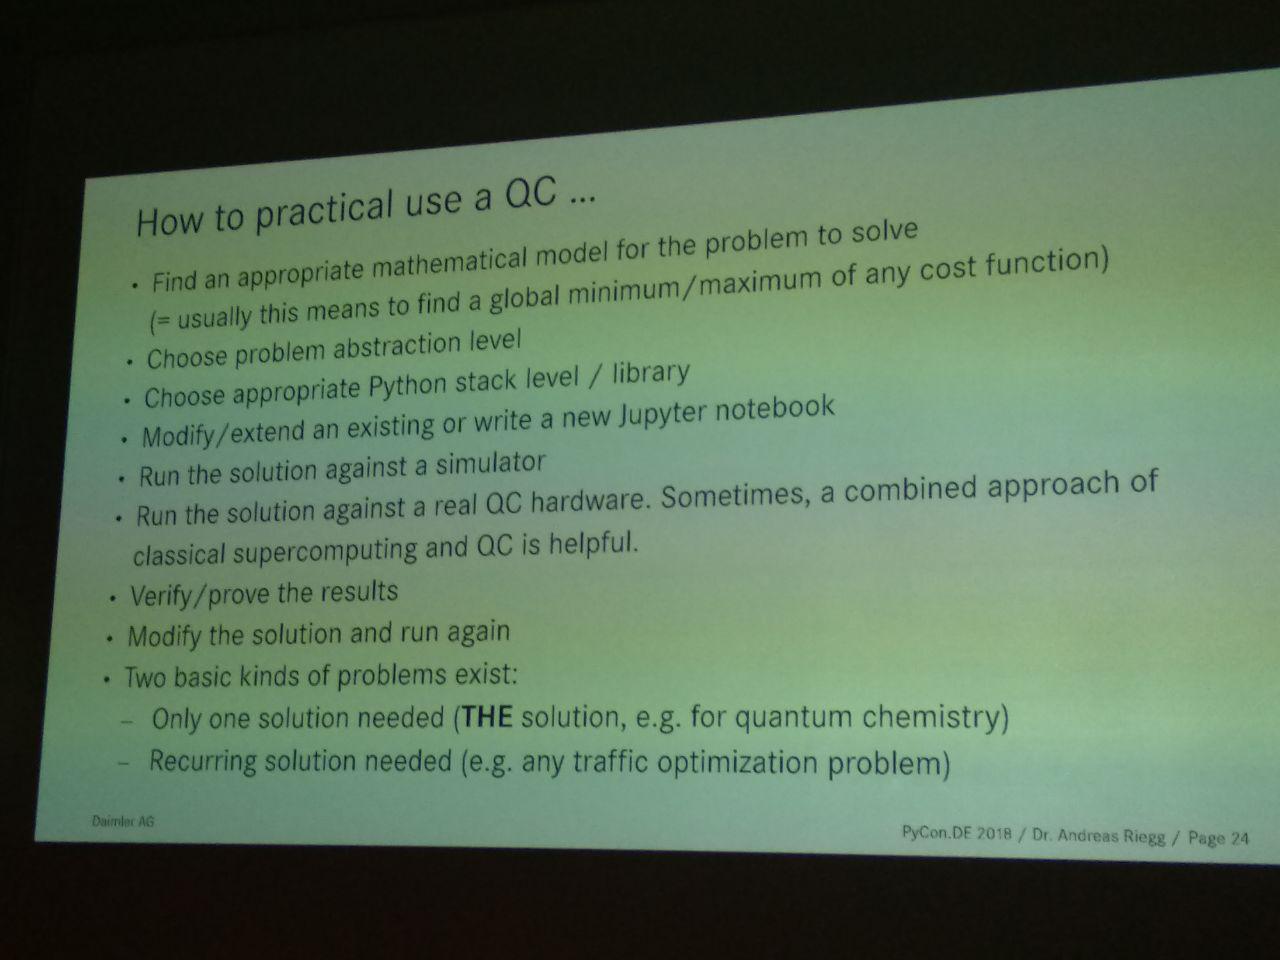 How to practical use a QC ...
• Find an appropriate mathematical model for the problem to solve
(= usually this means to find a global minimum/maximum of any cost function)
• Choose problem abstraction level
• Choose appropriate Python stack level / library
• Modify/extend an existing or write a new Jupyter notebook
• Run the solution against a simulator
• Run the solution against a real QC hardware. Sometimes, a combined approach of
classical supercomputing and QC is helpful.
• Verify/prove the results
• Modify the solution and run again
• Two basic kinds of problems exist:
– Only one solution needed (THE solution, e.g. for quantum chemistry)
– Recurring solution needed (e.g. any traffic optimization problem)
Daimler AG
PyCon.DE 2018 / Dr. Andreas Riegg / Page 24